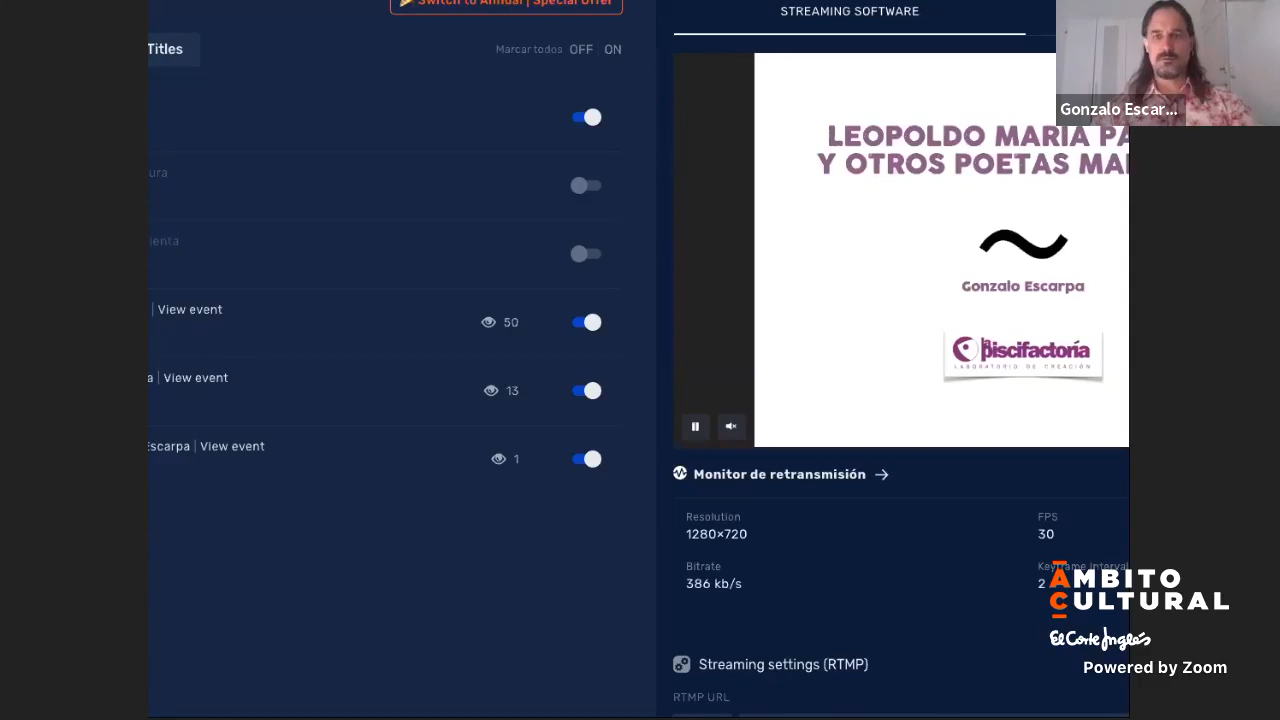 Switch to Annual | Special Offer
Titles
Marcar todos OFF ON
View event
50
View event
13
Escarpa | View event
1
STREAMING SOFTWARE
Gonzalo Escar...
LEOPOLDO MARIA
Y OTROS POETAS
Gonzalo Escarpa
la piscifactoría
LABORATORIO DE CREACIÓN
Monitor de retransmisión →
Resolution
1280×720
FPS
30
Bitrate
386 kb/s
Keyframe Interval
2
ÁMBITO
CULTURAL
El Corte Inglés
Powered by Zoom
Streaming settings (RTMP)
RTMP URL